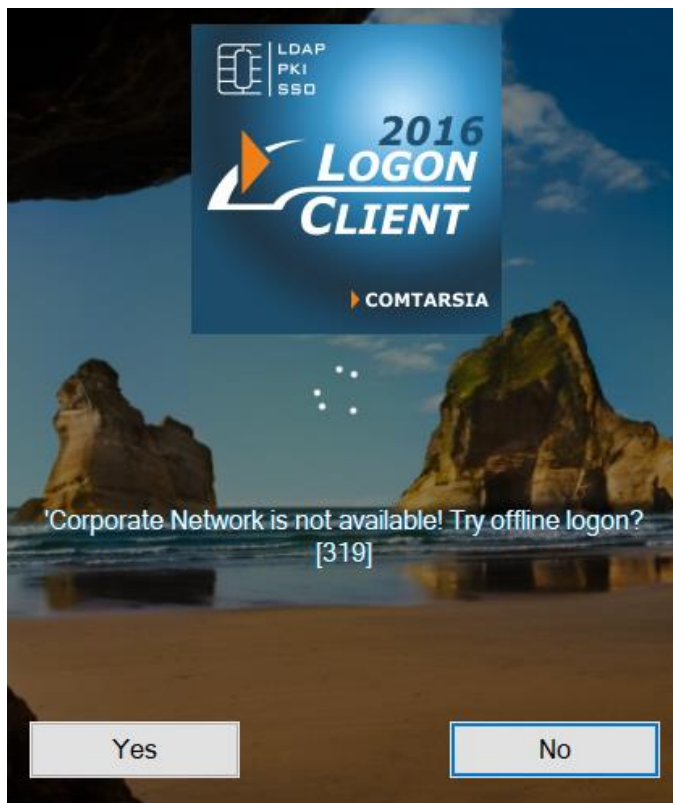 LDAP
PKI
SSO
2016
LOGON
CLIENT
COMTARSIA
'Corporate Network is not available! Try offline logon?
[319]
Yes
No